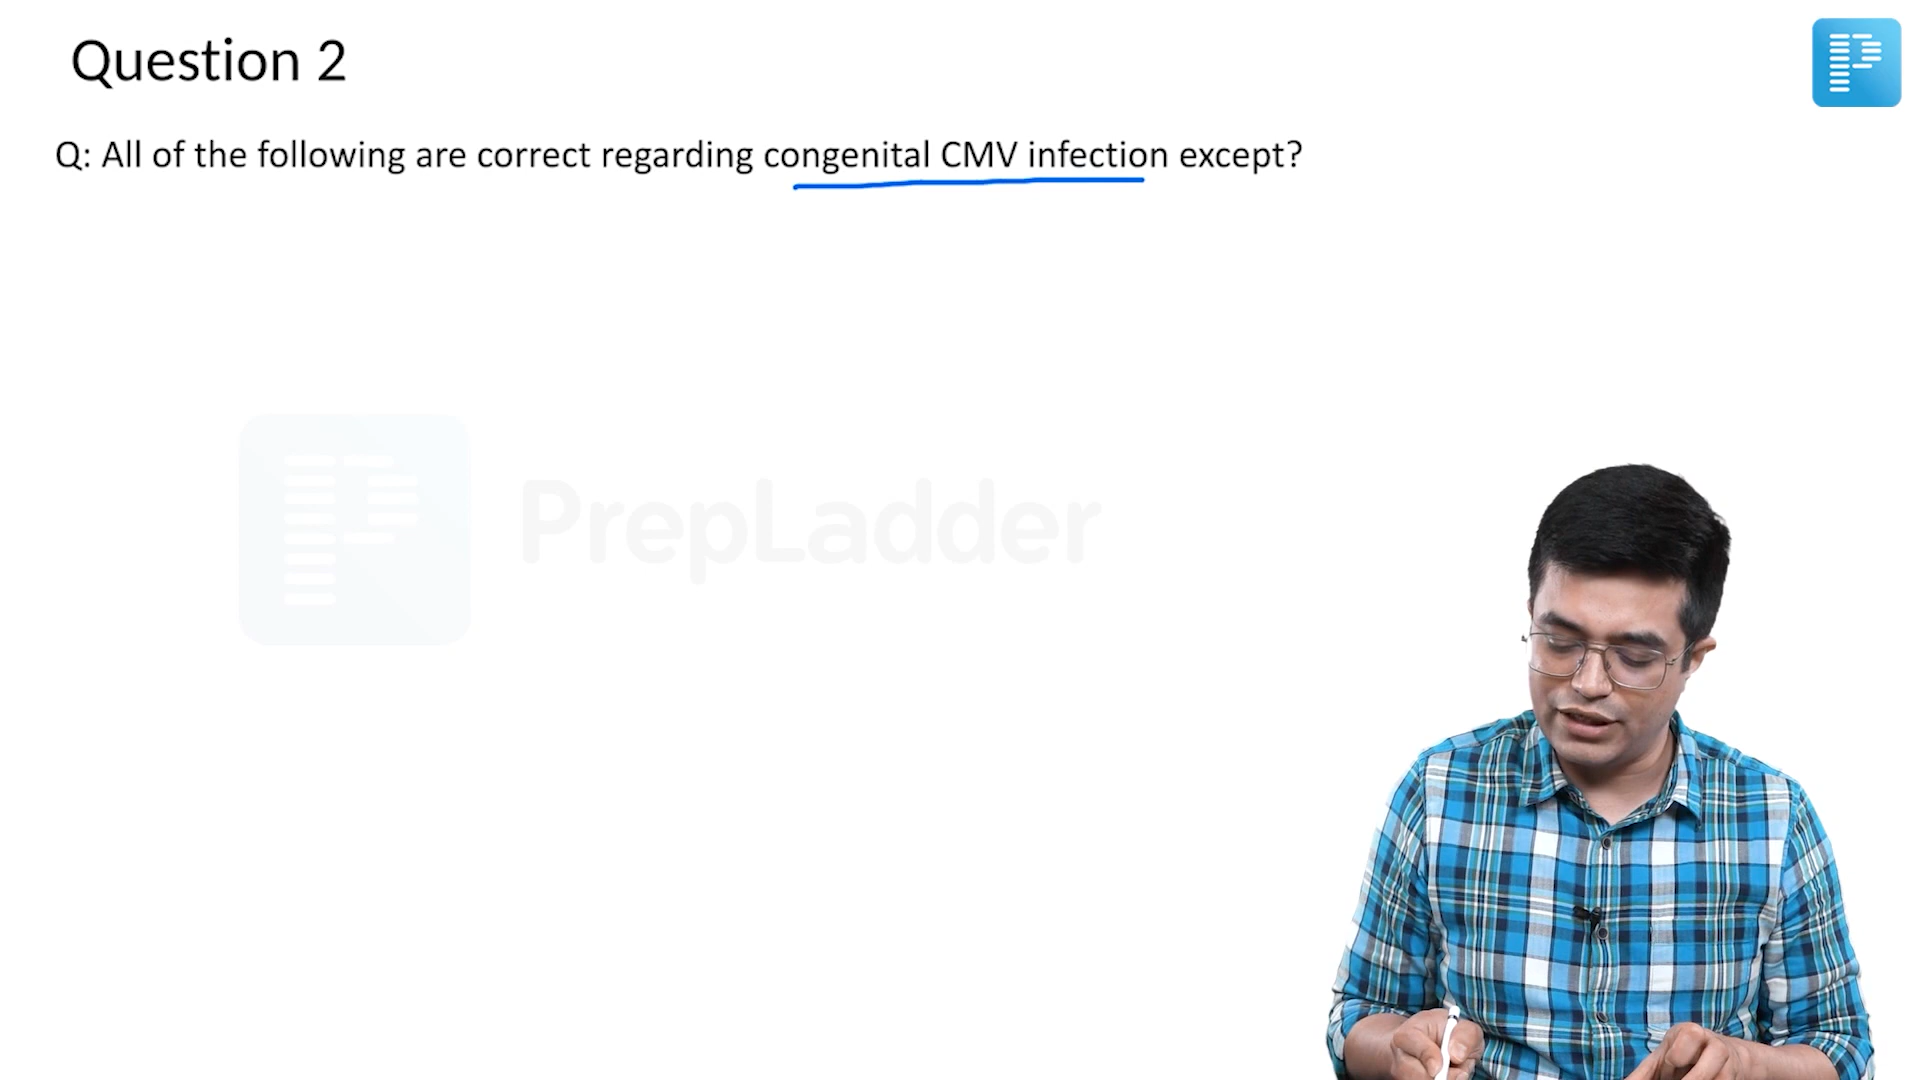 Question 2
Q: All of the following are correct regarding congenital CMV infection except?
PrepLadder